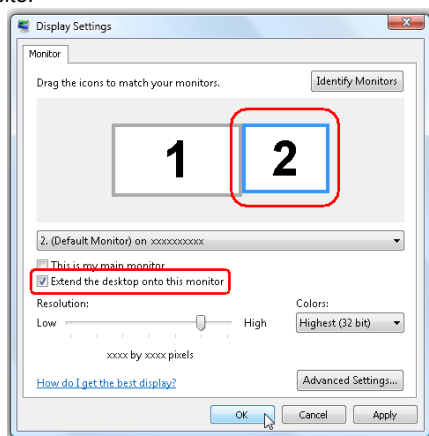 Display Settings
Monitor
Drag the icons to match your monitors.
Identify Monitors
1
2
2. (Default Monitor) on xxxxxxxxxx
This is my main monitor
Extend the desktop onto this monitor
Resolution:
Colors:
Low
High
Highest (32 bit)
xxxx by xxxx pixels
How do I get the best display?
Advanced Settings...
OK
Cancel
Apply